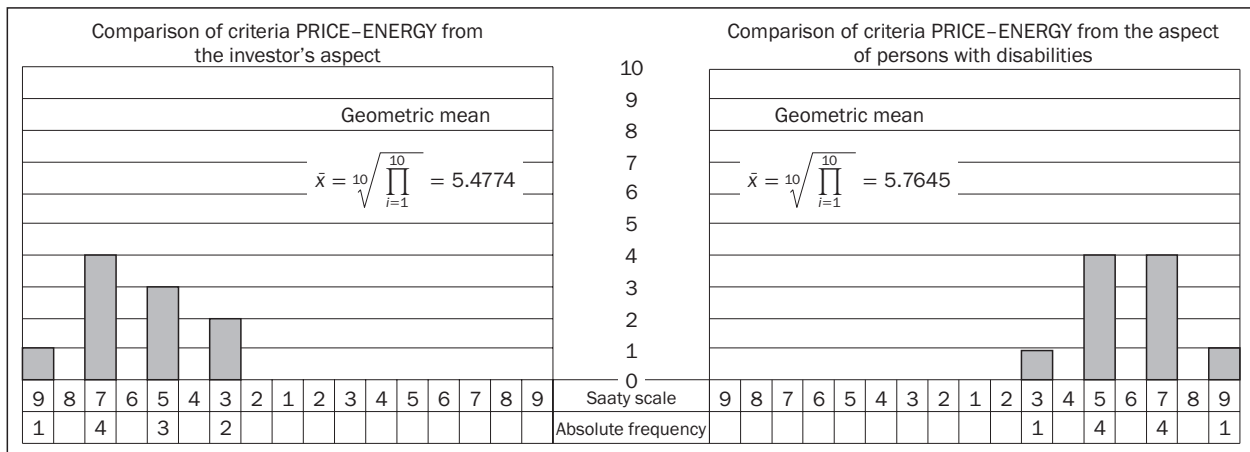 Comparison of criteria PRICE–ENERGY from
the investor's aspect
Geometric mean
x̄ = ¹⁰√ ∏ 10 i=1 = 5.4774
10
9
8
7
6
5
4
3
2
1
0
Comparison of criteria PRICE–ENERGY from the aspect
of persons with disabilities
Geometric mean
x̄ = ¹⁰√ ∏ 10 i=1 = 5.7645
9 8 7 6 5 4 3 2 1 2 3 4 5 6 7 8 9 Saaty scale 9 8 7 6 5 4 3 2 1 2 3 4 5 6 7 8 9
1 4 3 2 Absolute frequency 1 4 4 1